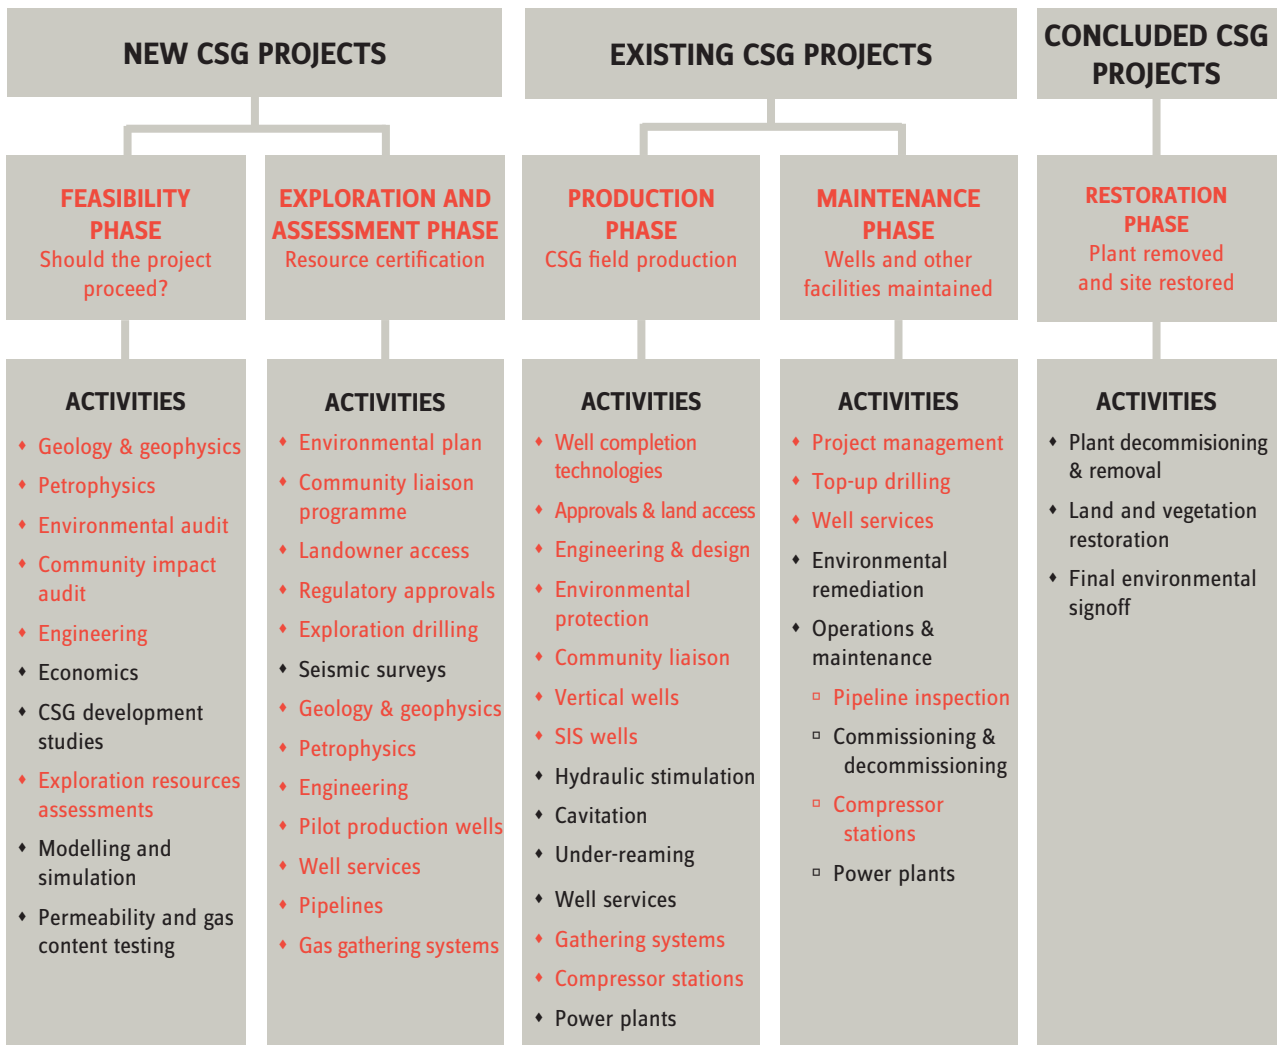 NEW CSG PROJECTS
FEASIBILITY
PHASE
Should the project
proceed?
ACTIVITIES
Geology & geophysics
Petrophysics
Environmental audit
Community impact
audit
Engineering
Economics
CSG development
studies
Exploration resources
assessments
Modelling and
simulation
Permeability and gas
content testing
EXPLORATION AND
ASSESSMENT PHASE
Resource certification
ACTIVITIES
Environmental plan
Community liaison
programme
Landowner access
Regulatory approvals
Exploration drilling
Seismic surveys
Geology & geophysics
Petrophysics
Engineering
Pilot production wells
Well services
Pipelines
Gas gathering systems
EXISTING CSG PROJECTS
PRODUCTION
PHASE
CSG field production
ACTIVITIES
Well completion
technologies
Approvals & land access
Engineering & design
Environmental
protection
Community liaison
Vertical wells
SIS wells
Hydraulic stimulation
Cavitation
Under-reaming
Well services
Gathering systems
Compressor stations
Power plants
MAINTENANCE
PHASE
Wells and other
facilities maintained
ACTIVITIES
Project management
Top-up drilling
Well services
Environmental
remediation
Operations &
maintenance
Pipeline inspection
Commissioning &
decommissioning
Compressor
stations
Power plants
CONCLUDED CSG
PROJECTS
RESTORATION
PHASE
Plant removed
and site restored
ACTIVITIES
Plant decommisioning
& removal
Land and vegetation
restoration
Final environmental
signoff